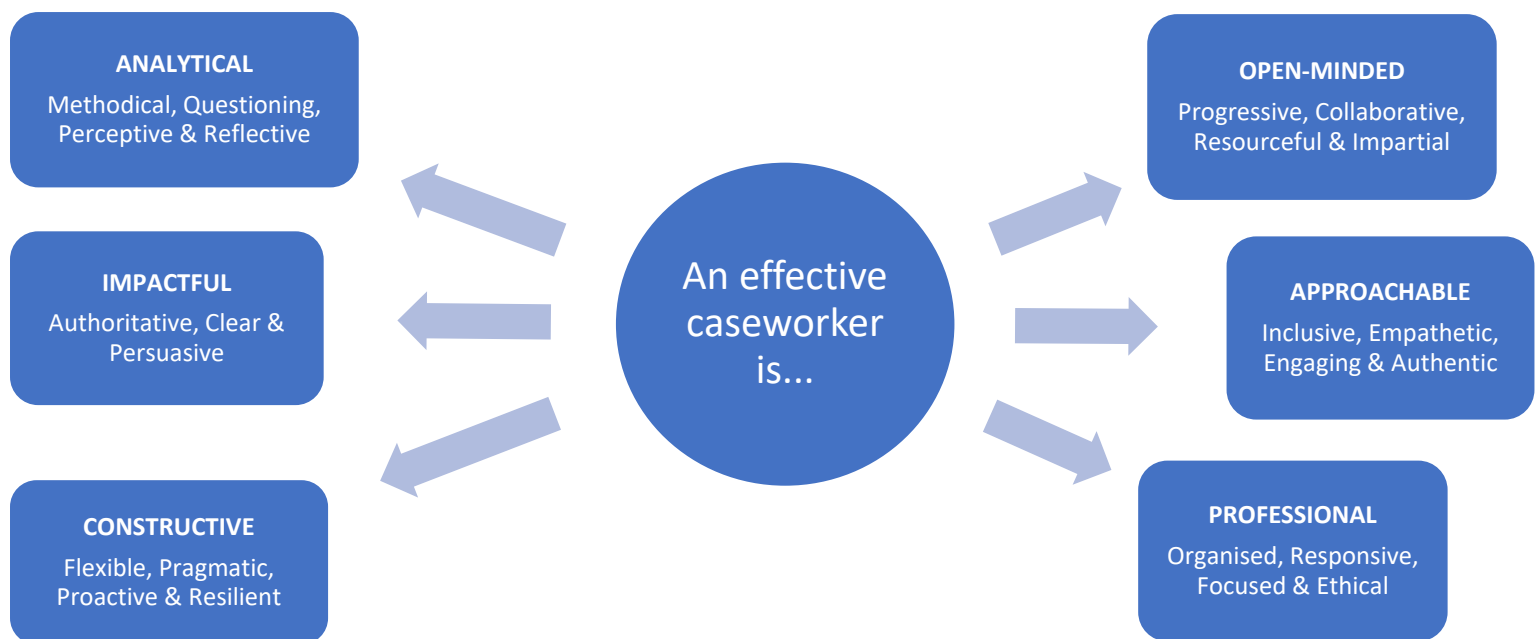 ANALYTICAL
Methodical, Questioning,
Perceptive & Reflective
IMPACTFUL
Authoritative, Clear &
Persuasive
CONSTRUCTIVE
Flexible, Pragmatic,
Proactive & Resilient
An effective
caseworker
is...
OPEN-MINDED
Progressive, Collaborative,
Resourceful & Impartial
APPROACHABLE
Inclusive, Empathetic,
Engaging & Authentic
PROFESSIONAL
Organised, Responsive,
Focused & Ethical